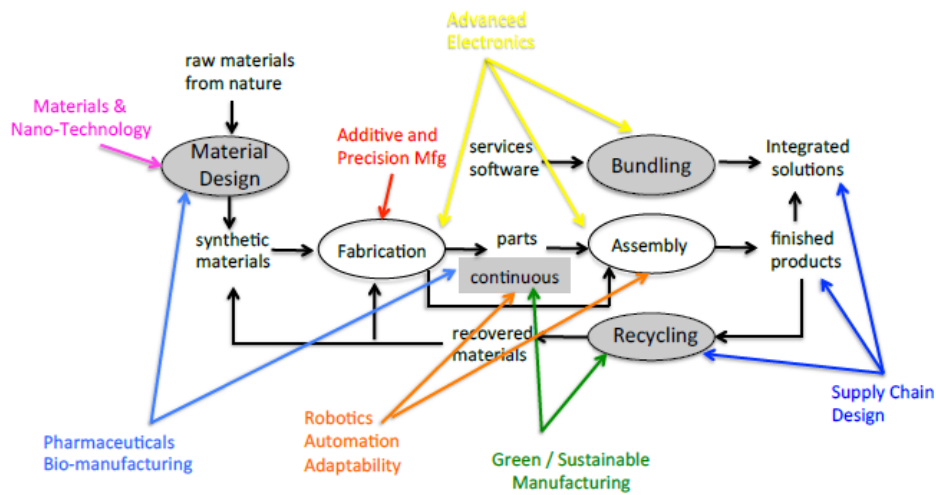 Advanced
Electronics
raw materials
from nature
Materials &
Nano-Technology
Additive and
Precision Mfg
services
software
Bundling
Integrated
solutions
Material
Design
synthetic
materials
Fabrication
parts
continuous
Assembly
finished
products
recovered
materials
Recycling
Supply Chain
Design
Pharmaceuticals
Bio-manufacturing
Robotics
Automation
Adaptability
Green / Sustainable
Manufacturing